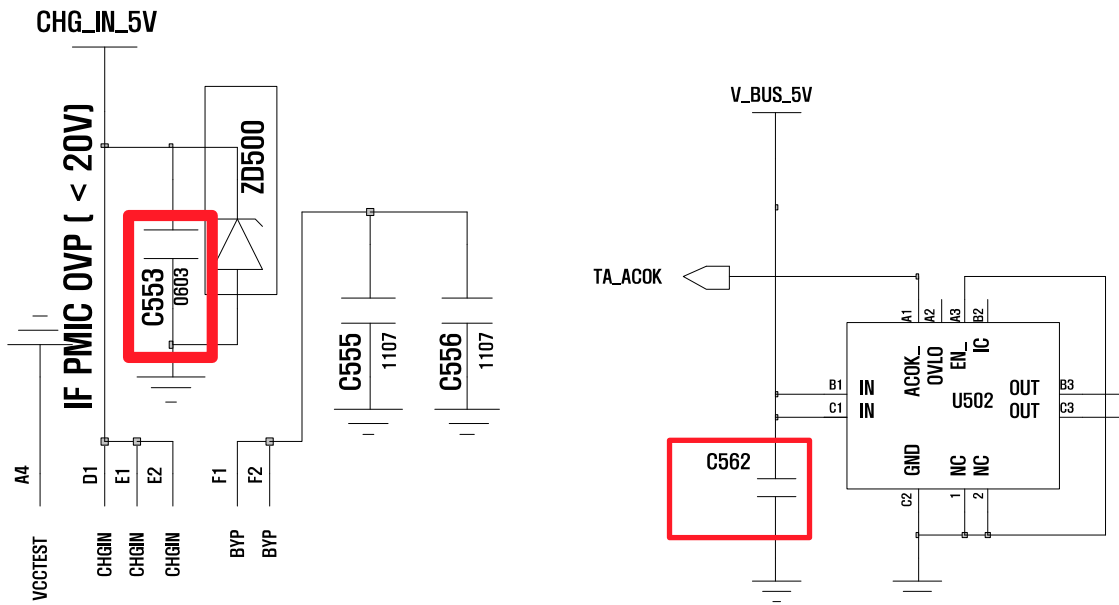 CHG_IN_5V
IF PMIC OVP ( < 20V)
ZD500
C553
0603
C555
1107
C556
1107
A4
D1
E1
E2
F1
F2
VCCTEST
CHGIN
CHGIN
CHGIN
BYP
BYP
V_BUS_5V
TA_ACOK
A1
A2
A3
B2
ACOK_
OVLO
EN_
IC
B1
IN
C1
IN
U502
OUT
B3
OUT
C3
GND
NC
NC
C2
1
2
C562